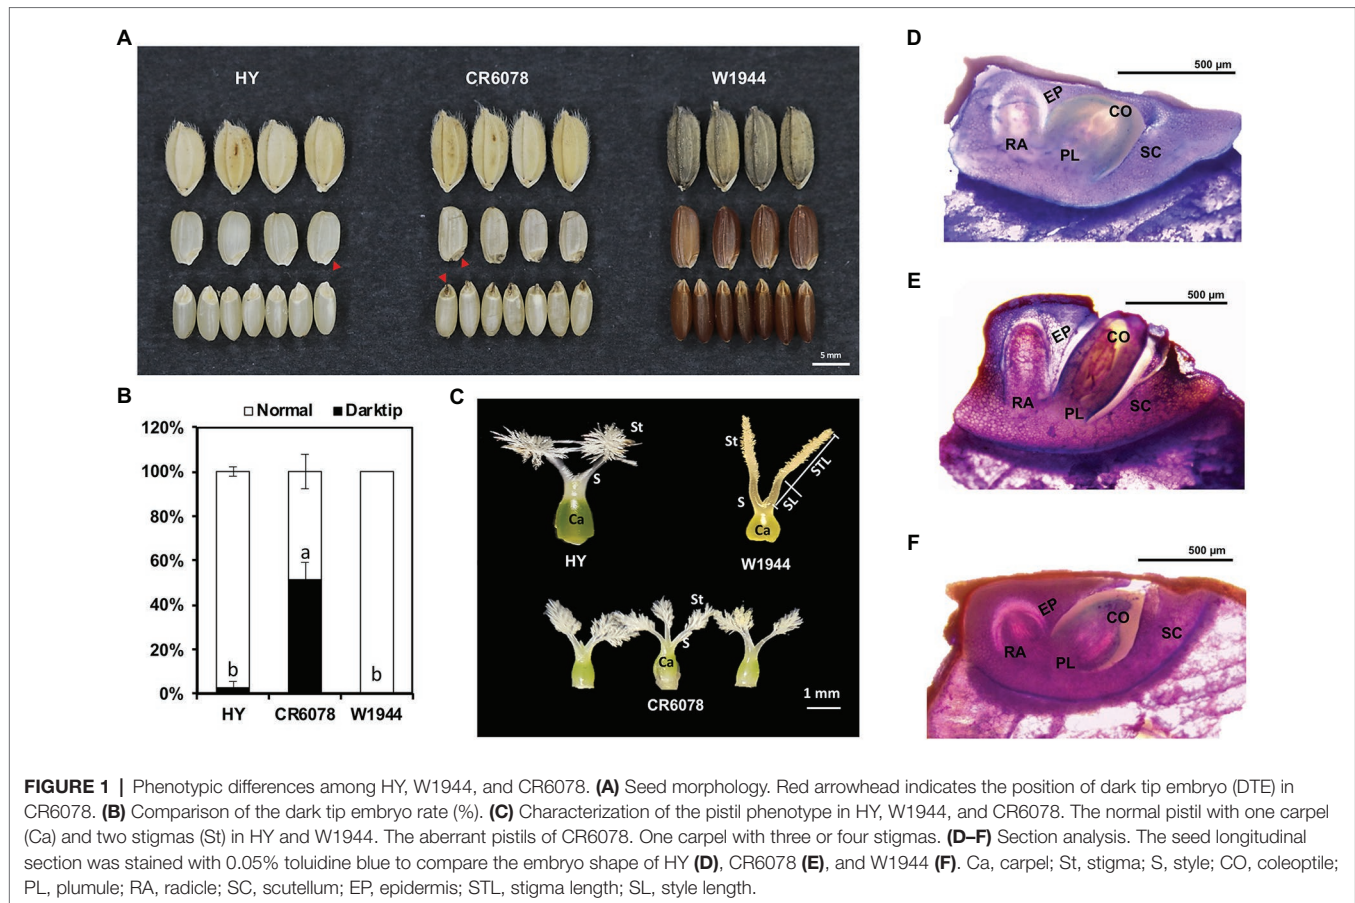 A
HY
CR6078
W1944
5 mm
B
Normal
Darktip
120%
100%
80%
60%
40%
20%
0%
b
a
b
HY
CR6078
W1944
C
St
S
Ca
HY
St
STL
SL
S
Ca
W1944
St
S
Ca
CR6078
1 mm
D
500 µm
EP
CO
RA
PL
SC
E
500 µm
EP
CO
RA
PL
SC
F
500 µm
EP
CO
RA
PL
SC
FIGURE 1 | Phenotypic differences among HY, W1944, and CR6078. (A) Seed morphology. Red arrowhead indicates the position of dark tip embryo (DTE) in
CR6078. (B) Comparison of the dark tip embryo rate (%). (C) Characterization of the pistil phenotype in HY, W1944, and CR6078. The normal pistil with one carpel
(Ca) and two stigmas (St) in HY and W1944. The aberrant pistils of CR6078. One carpel with three or four stigmas. (D–F) Section analysis. The seed longitudinal
section was stained with 0.05% toluidine blue to compare the embryo shape of HY (D), CR6078 (E), and W1944 (F). Ca, carpel; St, stigma; S, style; CO, coleoptile;
PL, plumule; RA, radicle; SC, scutellum; EP, epidermis; STL, stigma length; SL, style length.